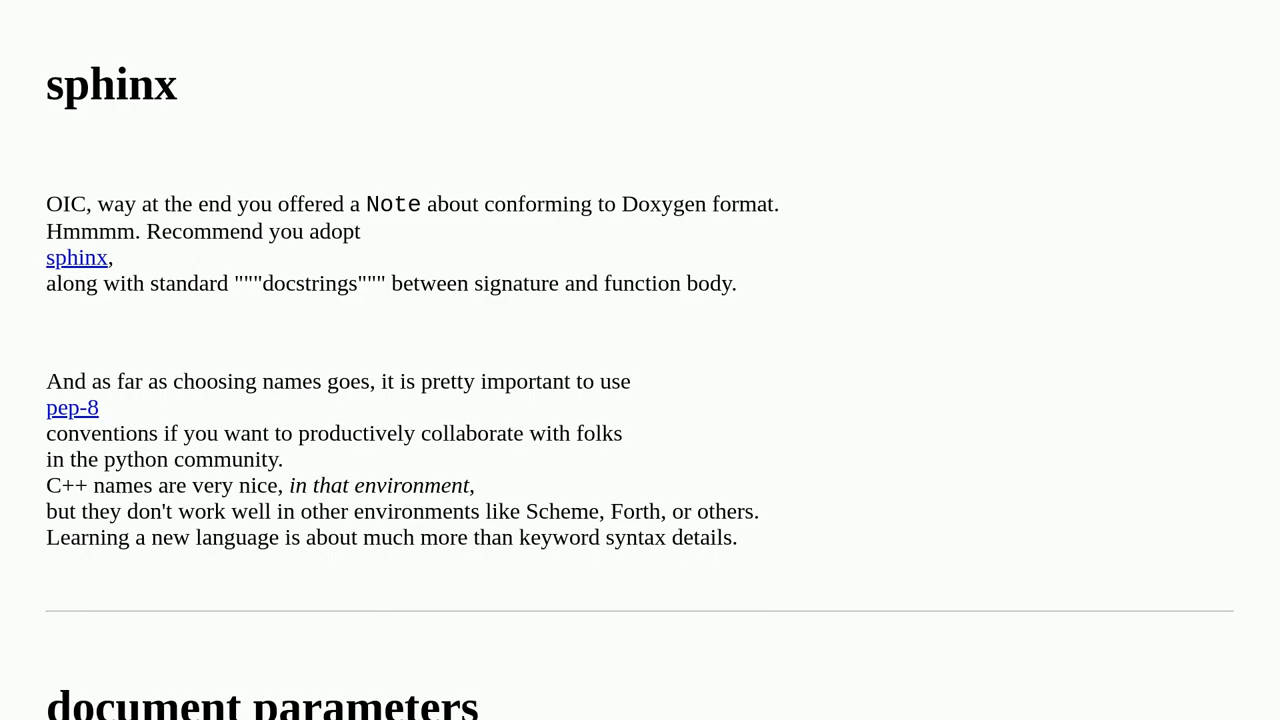 sphinx
OIC, way at the end you offered a Note about conforming to Doxygen format.
Hmmmm. Recommend you adopt
sphinx,
along with standard """docstrings""" between signature and function body.
And as far as choosing names goes, it is pretty important to use
pep-8
conventions if you want to productively collaborate with folks
in the python community.
C++ names are very nice, in that environment,
but they don't work well in other environments like Scheme, Forth, or others.
Learning a new language is about much more than keyword syntax details.
document parameters